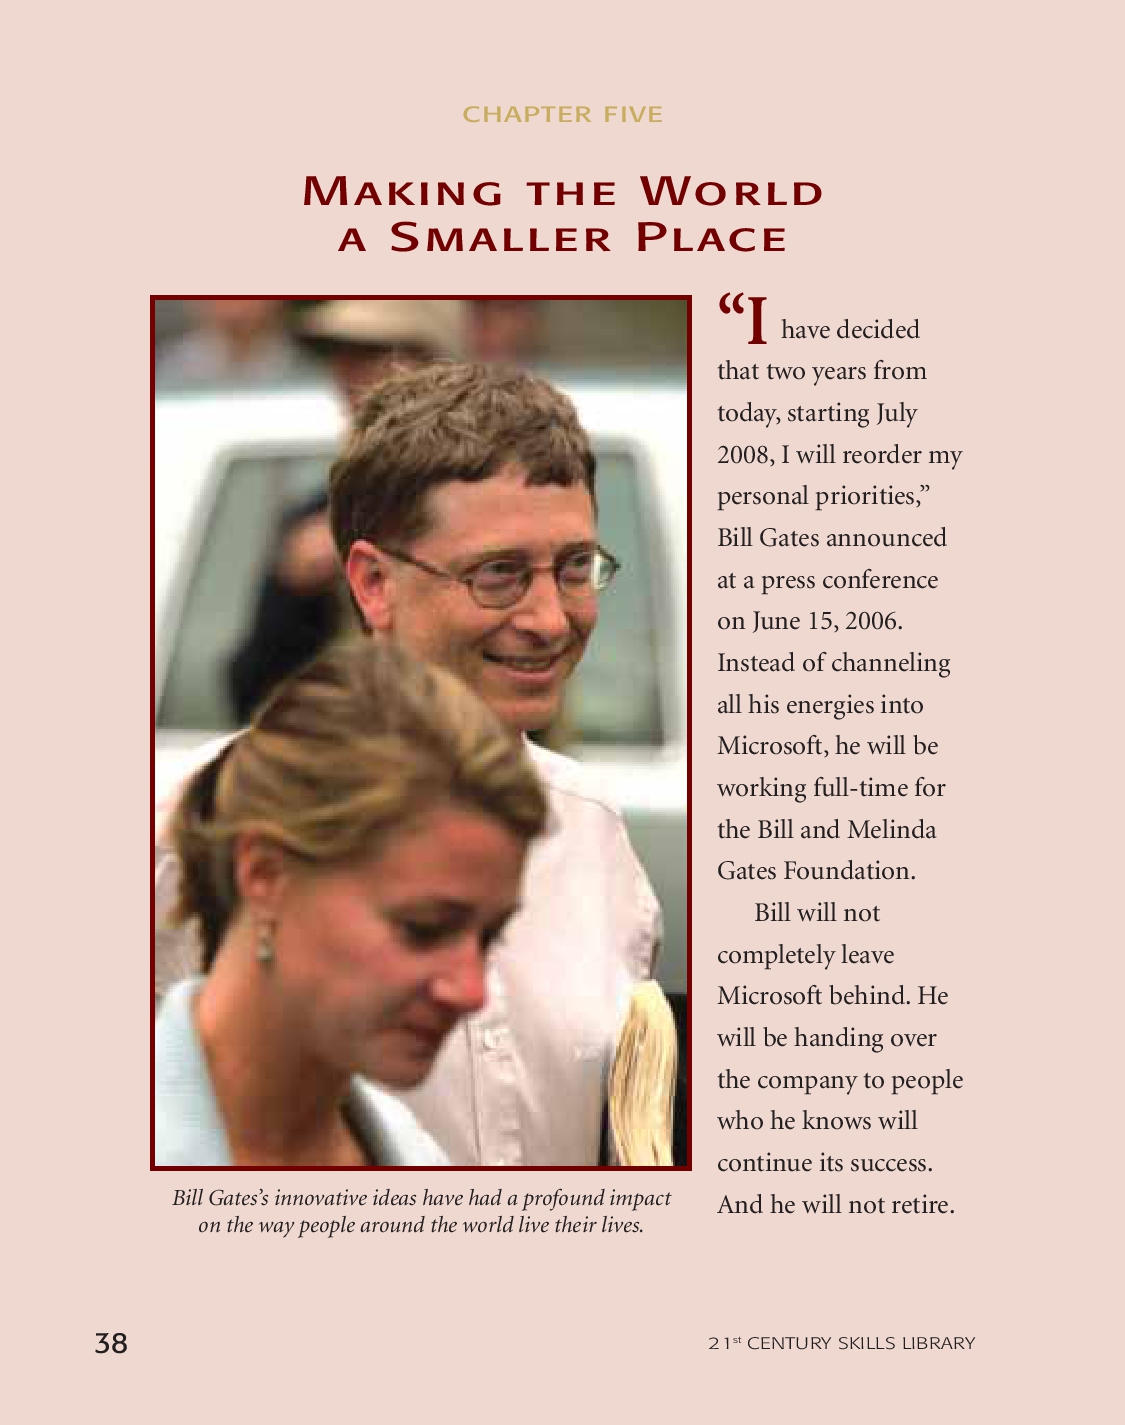 CHAPTER FIVE
MAKING THE WORLD
A SMALLER PLACE
“I have decided
that two years from
today, starting July
2008, I will reorder my
personal priorities,”
Bill Gates announced
at a press conference
on June 15, 2006.
Instead of channeling
all his energies into
Microsoft, he will be
working full-time for
the Bill and Melinda
Gates Foundation.
Bill will not
completely leave
Microsoft behind. He
will be handing over
the company to people
who he knows will
continue its success.
And he will not retire.
Bill Gates’s innovative ideas have had a profound impact
on the way people around the world live their lives.
38
21st CENTURY SKILLS LIBRARY